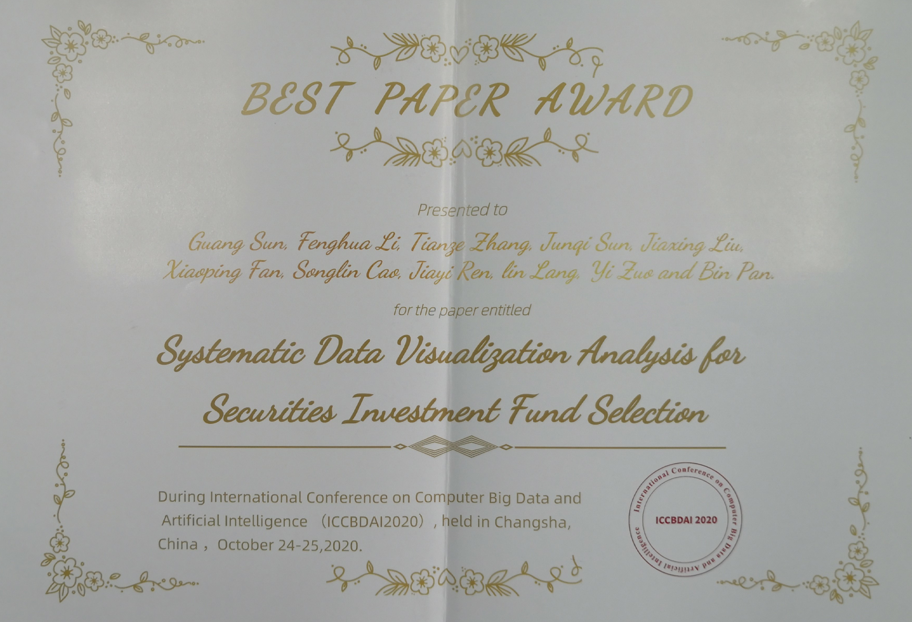 BEST PAPER AWARD
Presented to
Guang Sun, Fenghua Li, Tianze Zhang, Junqi Sun, Jiaxing Liu,
Xiaoping Fan, Songlin Cao, Jiayi Ren, lin Lang, Yi Zuo and Bin Pan.
for the paper entitled
Systematic Data Visualization Analysis for
Securities Investment Fund Selection
During International Conference on Computer Big Data and
Artificial Intelligence （ICCBDAI2020）, held in Changsha,
China ，October 24-25,2020.
International Conference on Computer Big Data and Artificial Intelligence
ICCBDAI 2020